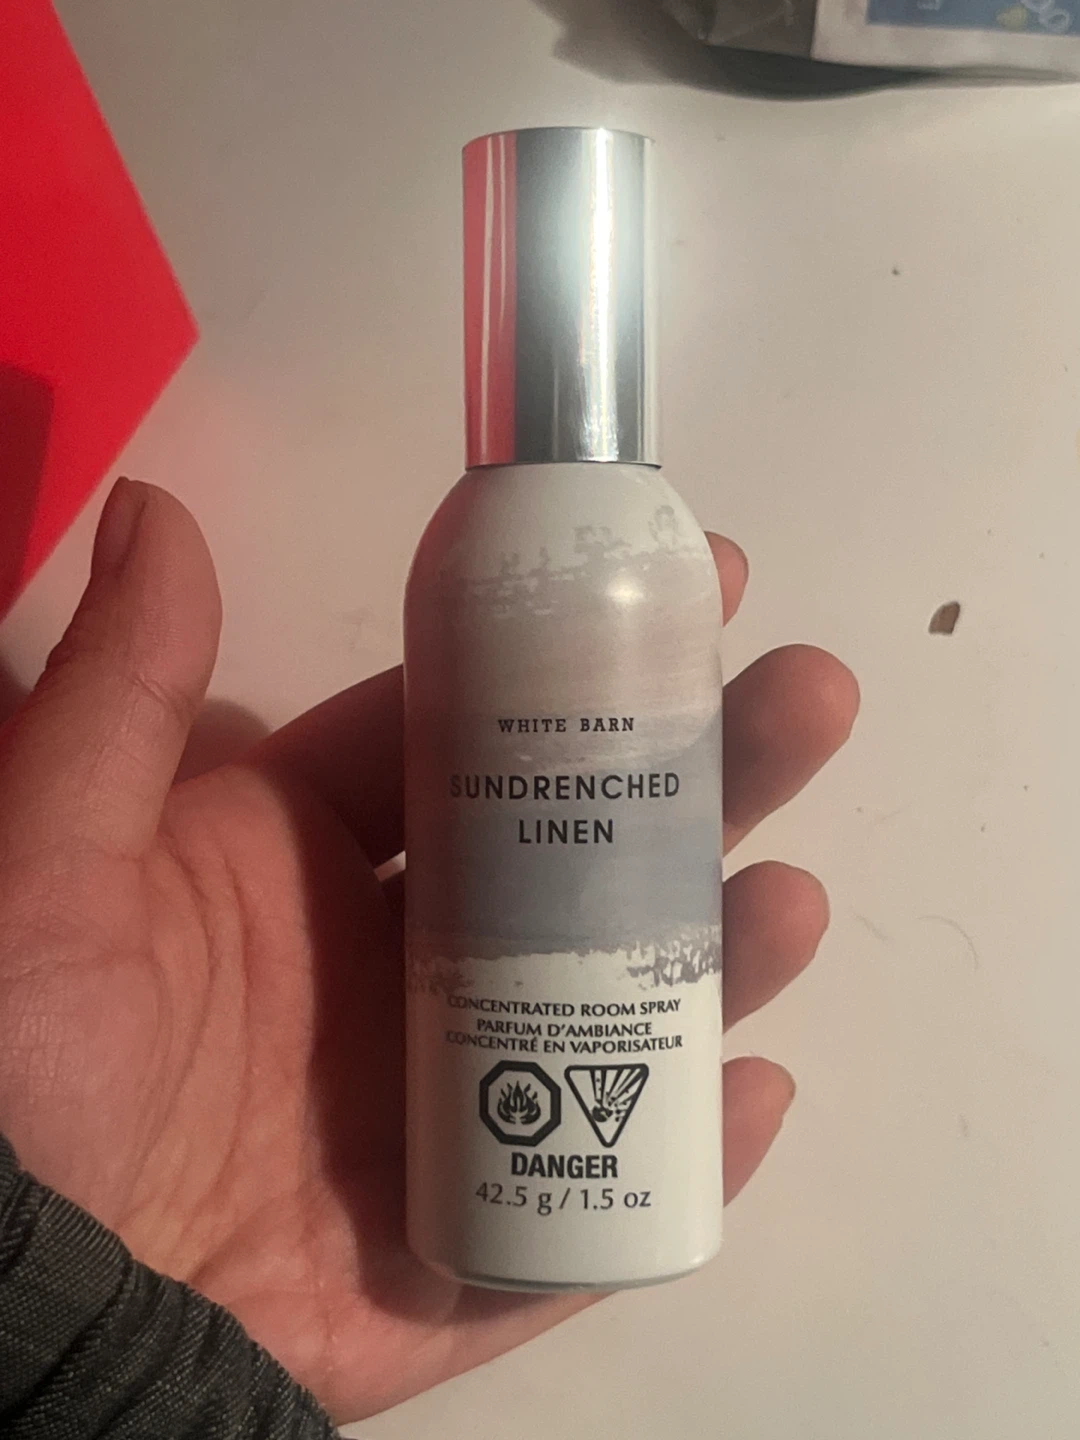 WHITE BARN
SUNDRENCHED
LINEN
CONCENTRATED ROOM SPRAY
PARFUM D'AMBIANCE
CONCENTRÉ EN VAPORISATEUR
DANGER
42.5 g / 1.5 oz